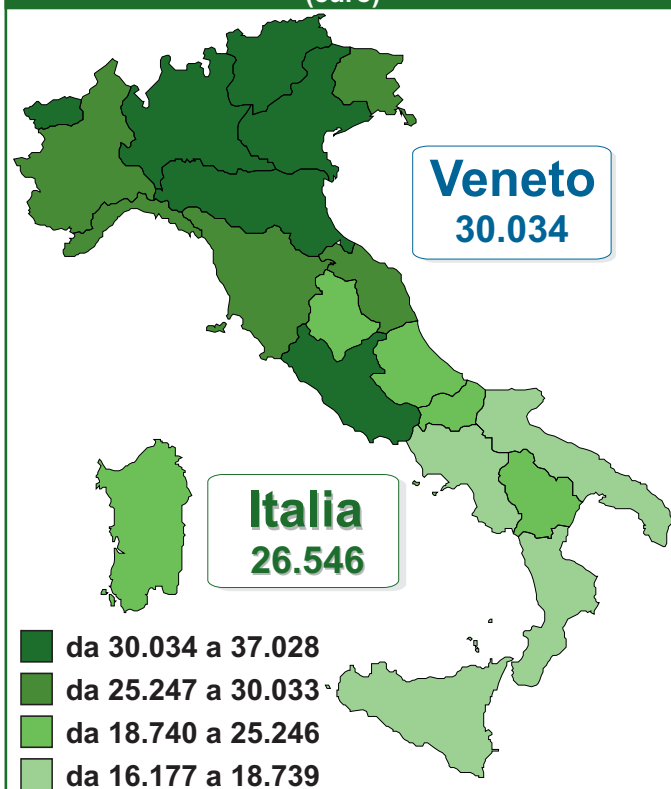 (euro)
Veneto
30.034
Italia
26.546
da 30.034 a 37.028
da 25.247 a 30.033
da 18.740 a 25.246
da 16.177 a 18.739